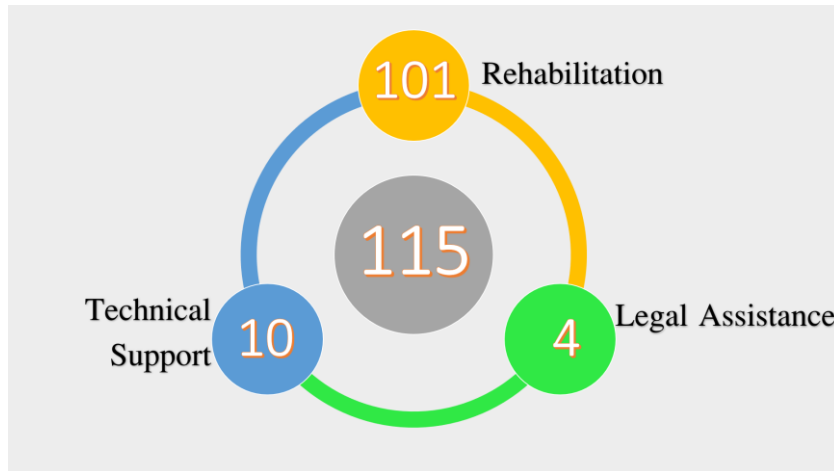 101
Rehabilitation
115
Technical
Support
10
4
Legal Assistance